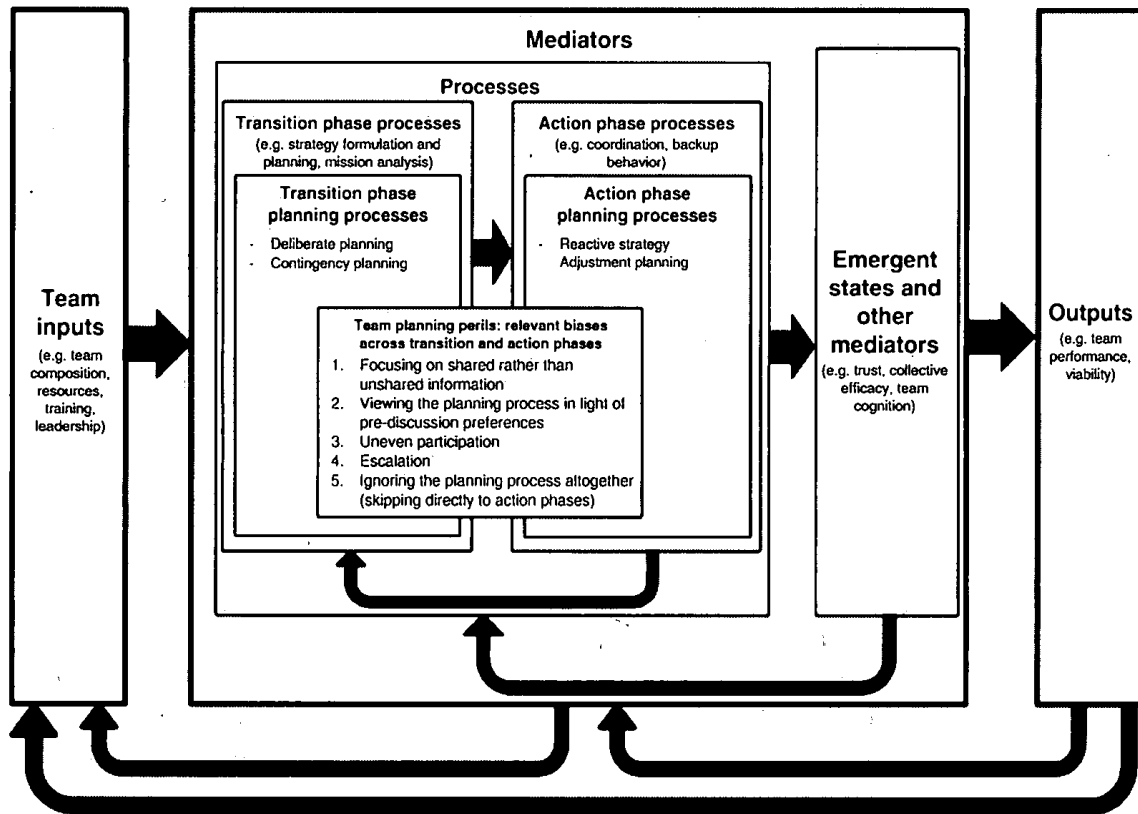 Mediators
Processes
Transition phase processes
(e.g. strategy formulation and
planning, mission analysis)
Transition phase
planning processes
- Deliberate planning
- Contingency planning
Action phase processes
(e.g. coordination, backup
behavior)
Action phase
planning processes
- Reactive strategy
Adjustment planning
Team planning perils: relevant biases
across transition and action phases
1. Focusing on shared rather than
unshared information
2. Viewing the planning process in light of
pre-discussion preferences
3. Uneven participation
4. Escalation
5. Ignoring the planning process altogether
(skipping directly to action phases)
Team
inputs
(e.g. team
composition,
resources,
training,
leadership)
Emergent
states and
other
mediators
(e.g. trust, collective
efficacy, team
cognition)
Outputs
(e.g. team
performance,
viability)